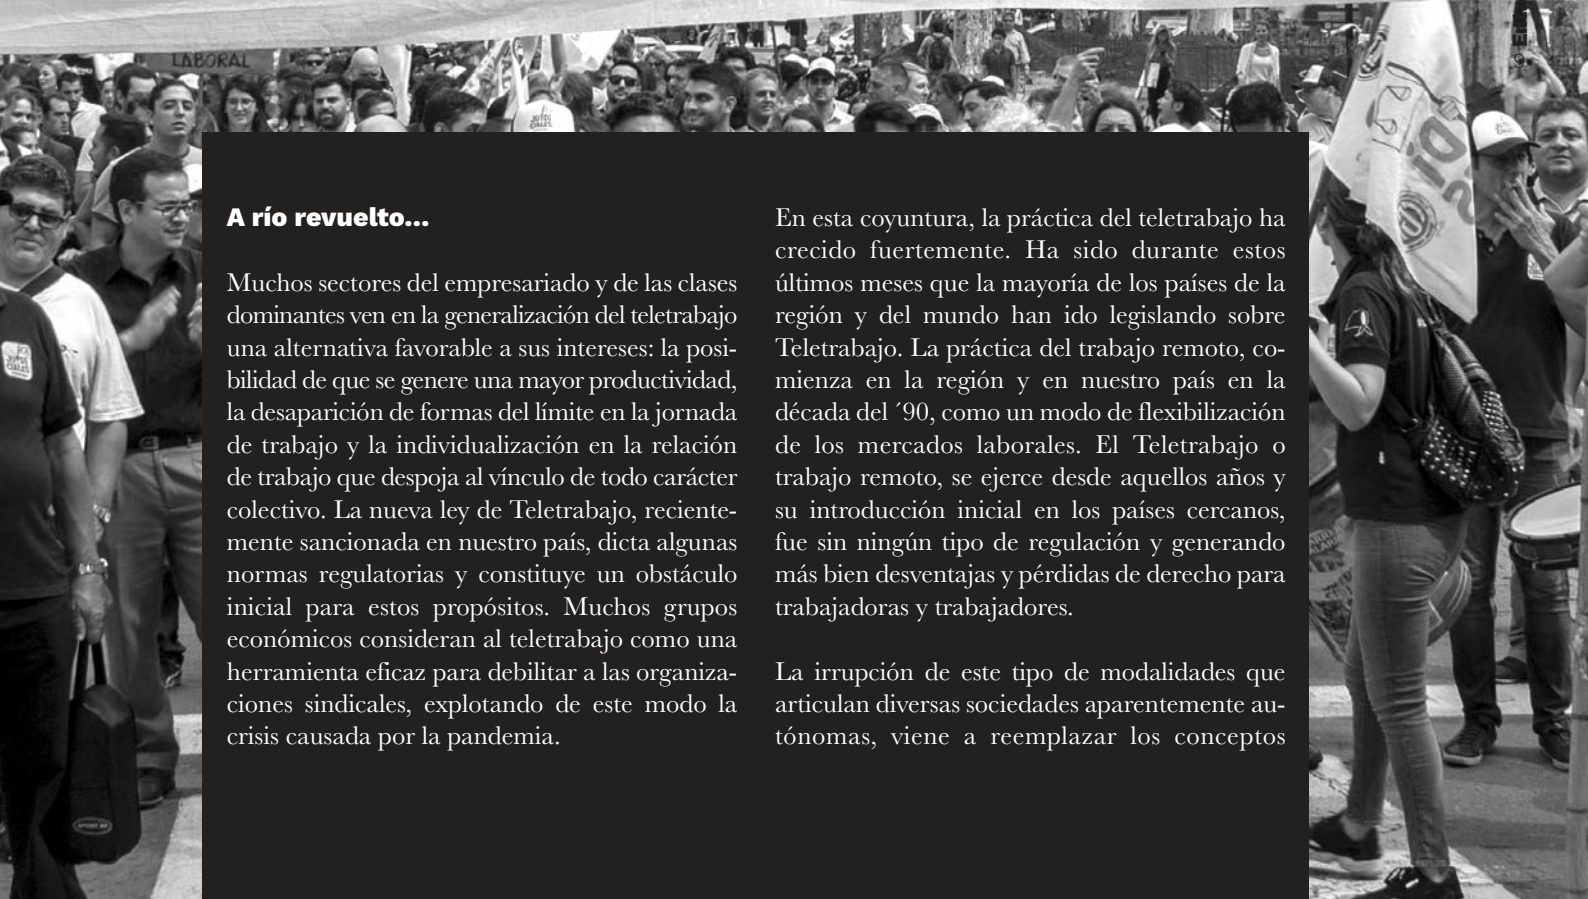 LABORAL
JUDI
CIALES
A río revuelto...
Muchos sectores del empresariado y de las clases
dominantes ven en la generalización del teletrabajo
una alternativa favorable a sus intereses: la posi-
bilidad de que se genere una mayor productividad,
la desaparición de formas del límite en la jornada
de trabajo y la individualización en la relación
de trabajo que despoja al vínculo de todo carácter
colectivo. La nueva ley de Teletrabajo, reciente-
mente sancionada en nuestro país, dicta algunas
normas regulatorias y constituye un obstáculo
inicial para estos propósitos. Muchos grupos
económicos consideran al teletrabajo como una
herramienta eficaz para debilitar a las organiza-
ciones sindicales, explotando de este modo la
crisis causada por la pandemia.
En esta coyuntura, la práctica del teletrabajo ha
crecido fuertemente. Ha sido durante estos
últimos meses que la mayoría de los países de la
región y del mundo han ido legislando sobre
Teletrabajo. La práctica del trabajo remoto, co-
mienza en la región y en nuestro país en la
década del ´90, como un modo de flexibilización
de los mercados laborales. El Teletrabajo o
trabajo remoto, se ejerce desde aquellos años y
su introducción inicial en los países cercanos,
fue sin ningún tipo de regulación y generando
más bien desventajas y pérdidas de derecho para
trabajadoras y trabajadores.
La irrupción de este tipo de modalidades que
articulan diversas sociedades aparentemente au-
tónomas, viene a reemplazar los conceptos